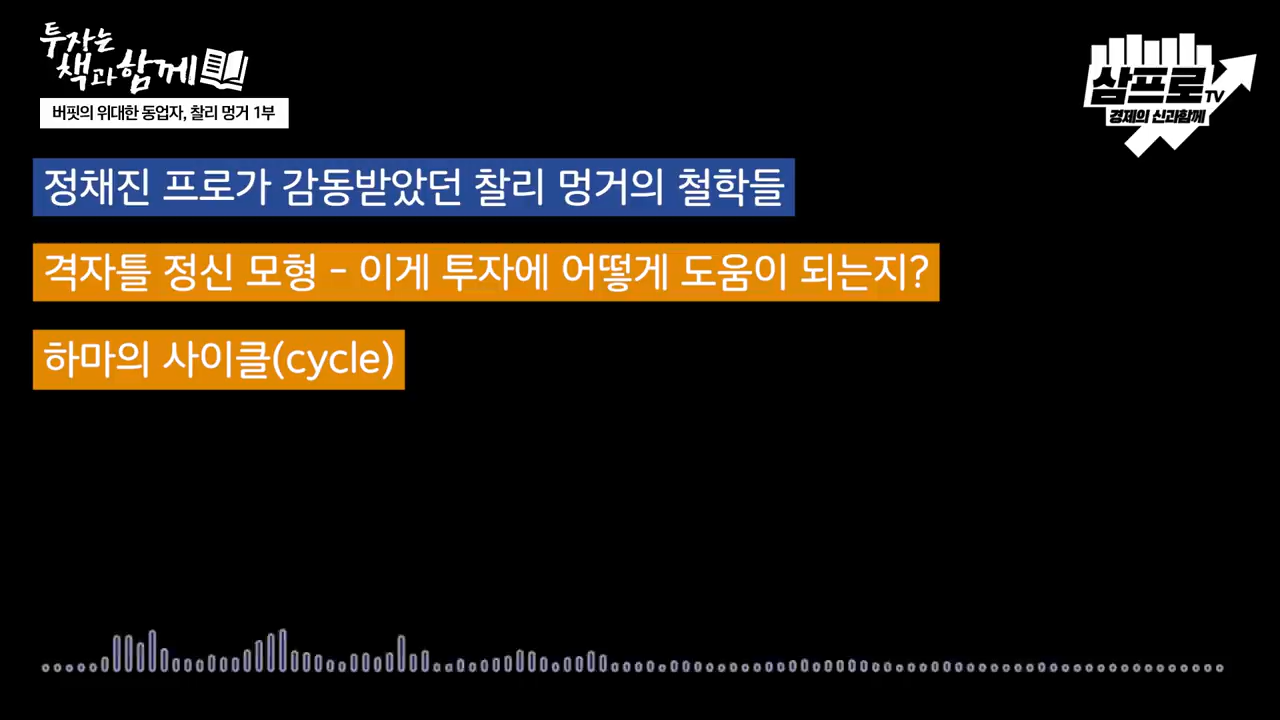 투자는
책과함께
버핏의 위대한 동업자, 찰리 멍거 1부
삼프로TV
경제의 신과함께
정채진 프로가 감동받았던 찰리 멍거의 철학들
격자틀 정신 모형 - 이게 투자에 어떻게 도움이 되는지?
하마의 사이클(cycle)